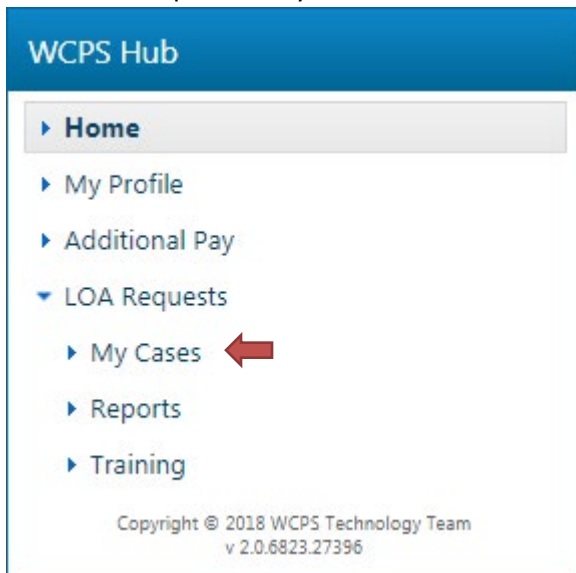 WCPS Hub
Home
My Profile
Additional Pay
LOA Requests
My Cases
Reports
Training
Copyright © 2018 WCPS Technology Team
v 2.0.6823.27396